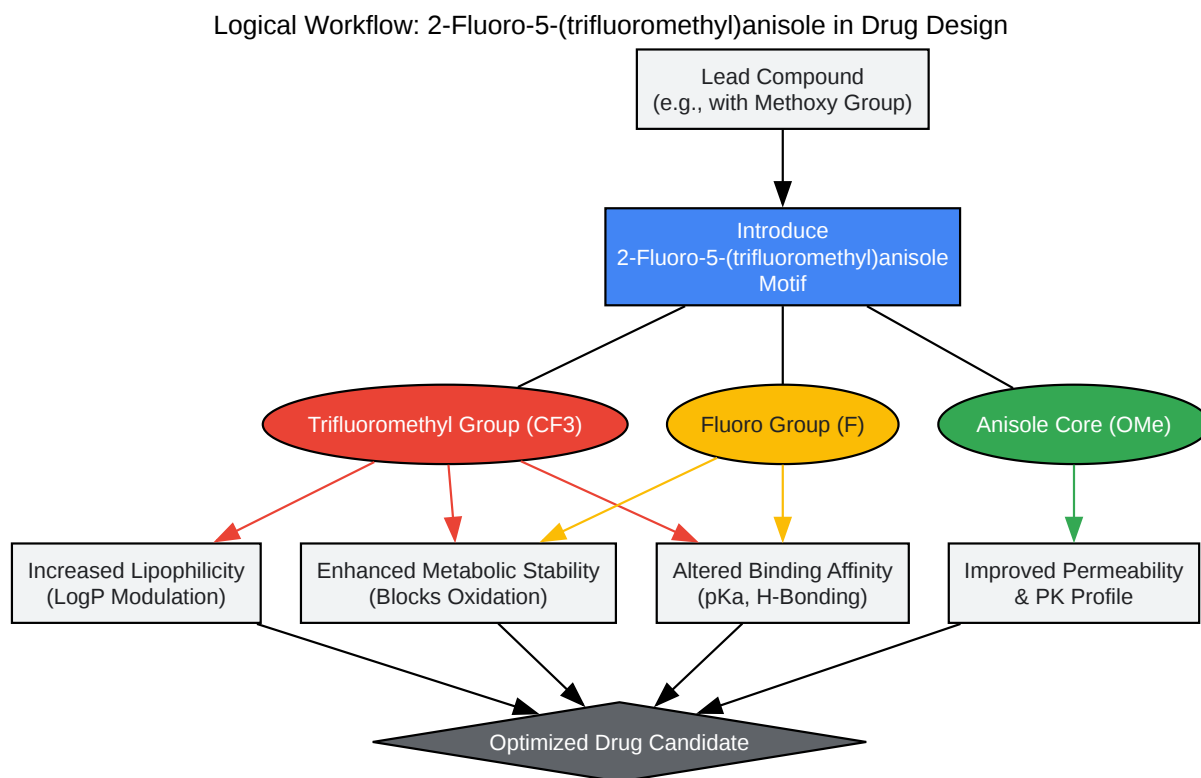 Logical Workflow: 2-Fluoro-5-(trifluoromethyl)anisole in Drug Design
Lead Compound
(e.g., with Methoxy Group)
Introduce
2-Fluoro-5-(trifluoromethyl)anisole
Motif
Trifluoromethyl Group (CF3)
Fluoro Group (F)
Anisole Core (OMe)
Increased Lipophilicity
(LogP Modulation)
Enhanced Metabolic Stability
(Blocks Oxidation)
Altered Binding Affinity
(pKa, H-Bonding)
Improved Permeability
& PK Profile
Optimized Drug Candidate